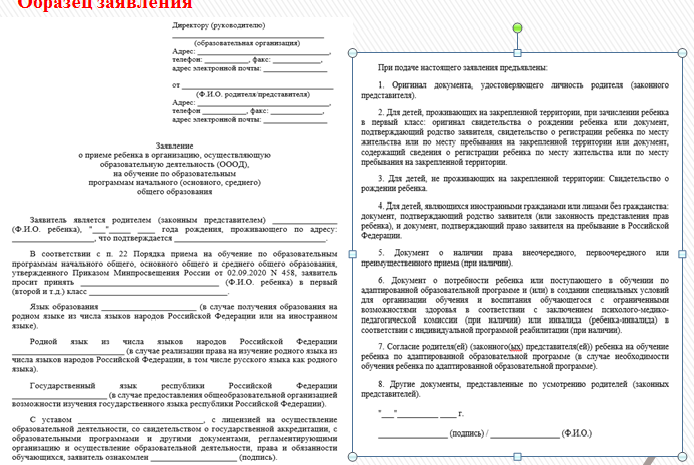 Образец заявления
Директору (руководителю)
________________________________
(образовательная организация)
Адрес: ________________________,
телефон: __________, факс: ___________,
адрес электронной почты: ______________
от ________________________________
(Ф.И.О. родителя/представителя)
Адрес: ________________________,
телефон: __________, факс: ___________,
адрес электронной почты: ______________
Заявление
о приеме ребенка в организацию, осуществляющую
образовательную деятельность (ОООД),
на обучение по образовательным
программам начального (основного, среднего)
общего образования
Заявитель является родителем (законным представителем) ________________
(Ф.И.О. ребенка), "___"______ ____ года рождения, проживающего по адресу:
____________________, что подтверждается ____________________.
В соответствии с п. 22 Порядка приема на обучение по образовательным
программам начального общего, основного общего и среднего общего образования,
утвержденного Приказом Минпросвещения России от 02.09.2020 N 458, заявитель
просит принять ____________________ (Ф.И.О. ребенка) в первый
(второй и т.д.) класс ________________________________.
Язык образования ______________________ (в случае получения образования на
родном языке из числа языков народов Российской Федерации или на иностранном
языке).
Родной язык из числа языков народов Российской Федерации
__________________________ (в случае реализации права на изучение родного языка из
числа языков народов Российской Федерации, в том числе русского языка как родного
языка).
Государственный язык республики Российской Федерации
______________________ (в случае предоставления общеобразовательной организацией
возможности изучения государственного языка республики Российской Федерации).
С уставом ________________, с лицензией на осуществление
образовательной деятельности, со свидетельством о государственной аккредитации, с
образовательными программами и другими документами, регламентирующими
организацию и осуществление образовательной деятельности, права и обязанности
обучающихся, заявитель ознакомлен ____________________ (подпись).
При подаче настоящего заявления предъявлены:
1. Оригинал документа, удостоверяющего личность родителя (законного
представителя).
2. Для детей, проживающих на закрепленной территории, при зачислении ребенка
в первый класс: оригинал свидетельства о рождении ребенка или документ,
подтверждающий родство заявителя, свидетельство о регистрации ребенка по месту
жительства или по месту пребывания на закрепленной территории или документ,
содержащий сведения о регистрации ребенка по месту жительства или по месту
пребывания на закрепленной территории.
3. Для детей, не проживающих на закрепленной территории: Свидетельство о
рождении ребенка.
4. Для детей, являющихся иностранными гражданами или лицами без гражданства:
документ, подтверждающий родство заявителя (или законность представления прав
ребенка), и документ, подтверждающий право заявителя на пребывание в Российской
Федерации.
5. Документ о наличии права внеочередного, первоочередного или
преимущественного приема (при наличии).
6. Документ о потребности ребенка или поступающего в обучении по
адаптированной образовательной программе и (или) в создании специальных условий
для организации обучения и воспитания обучающегося с ограниченными
возможностями здоровья в соответствии с заключением психолого-медико-
педагогической комиссии (при наличии) или инвалида (ребенка-инвалида) в
соответствии с индивидуальной программой реабилитации (при наличии).
7. Согласие родителя(ей) (законного(ых) представителя(ей)) ребенка на обучение
ребенка по адаптированной образовательной программе (в случае необходимости
обучения ребенка по адаптированной образовательной программе).
8. Другие документы, представленные по усмотрению родителей (законных
представителей).
"___"__________ ____ г.
________________ (подпись) / ________________ (Ф.И.О.)